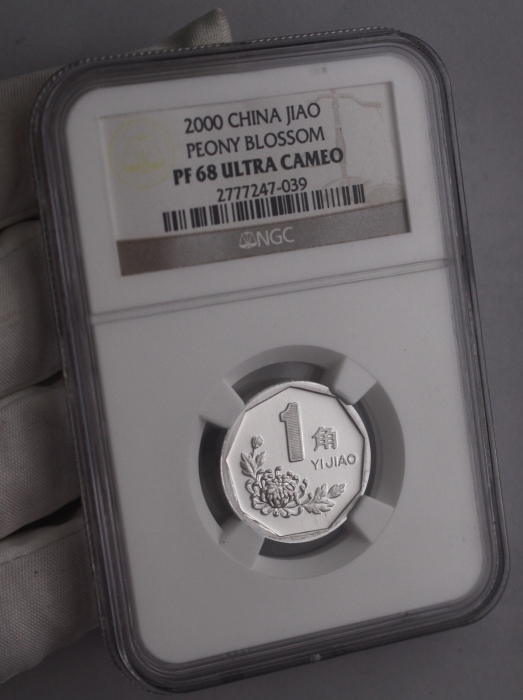 2000 CHINA JIAO
PEONY BLOSSOM
PF 68 ULTRA CAMEO
2777247-039
NGC
1角
YIJIAO